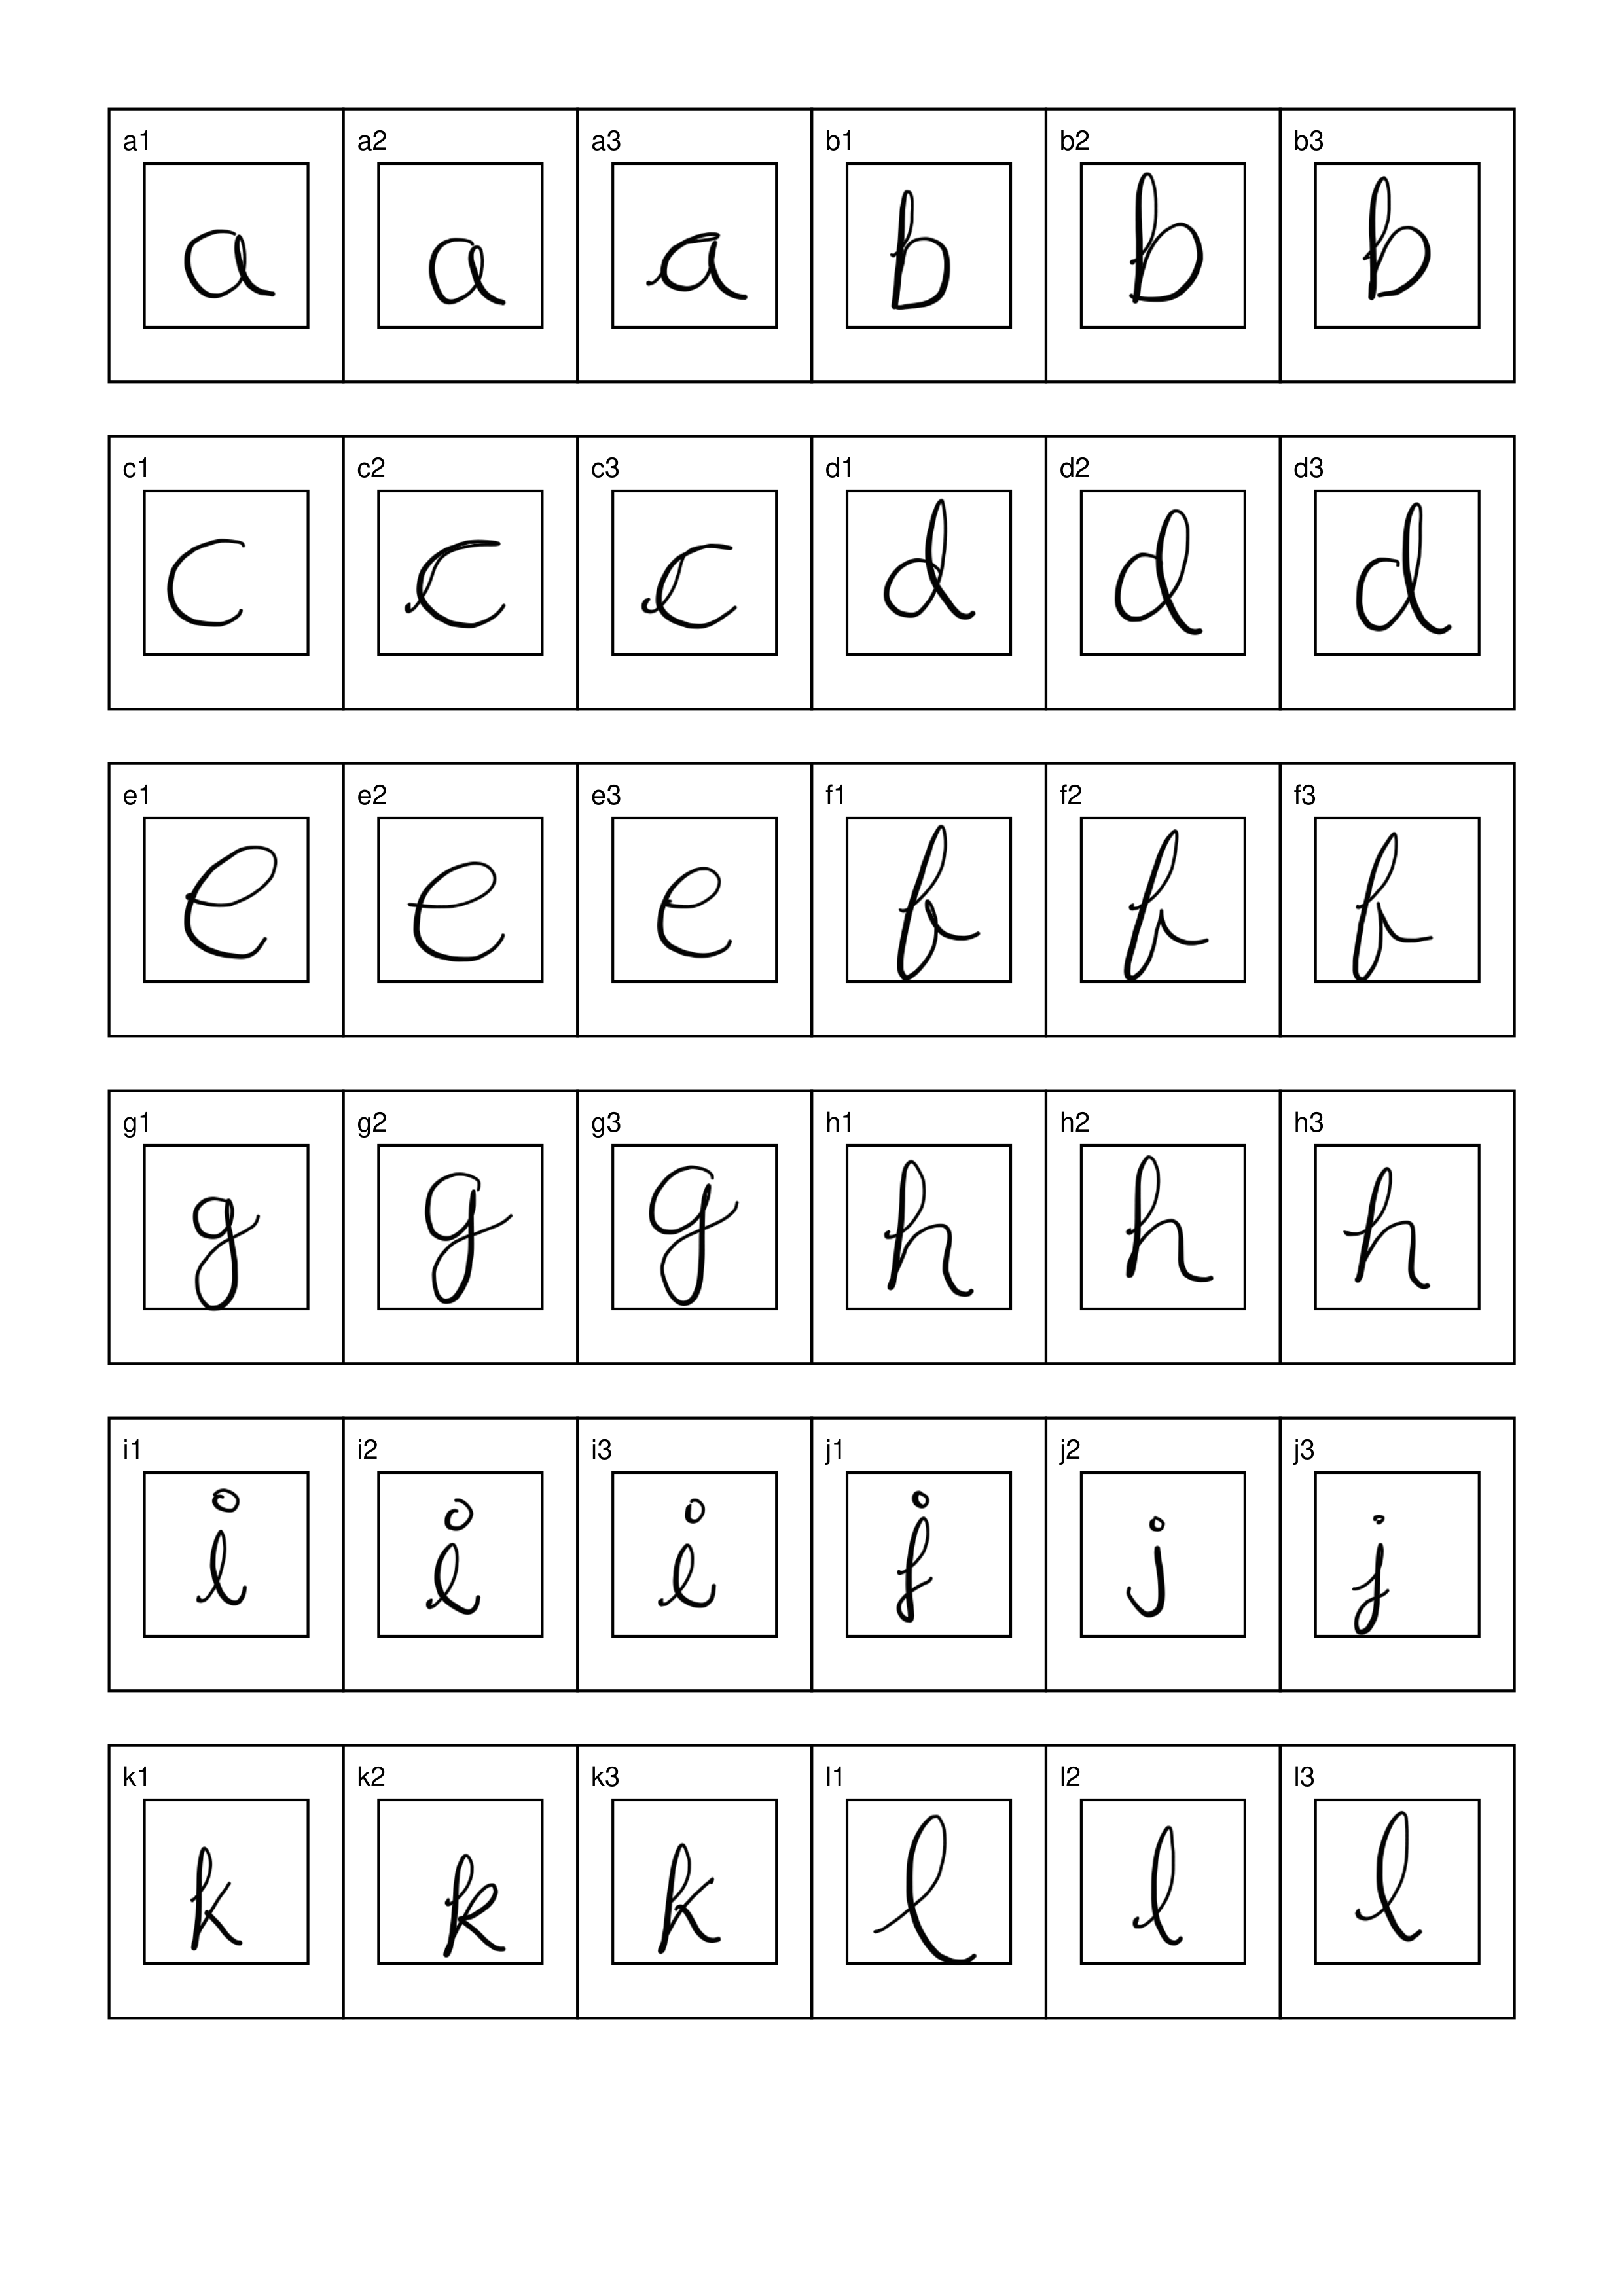 a1 a2 a3 b1 b2 b3
a a a b b b
c1 c2 c3 d1 d2 d3
c c c d d d
e1 e2 e3 f1 f2 f3
e e e f f f
g1 g2 g3 h1 h2 h3
g g g h h h
i1 i2 i3 j1 j2 j3
i i i j j j
k1 k2 k3 l1 l2 l3
k k k l l l